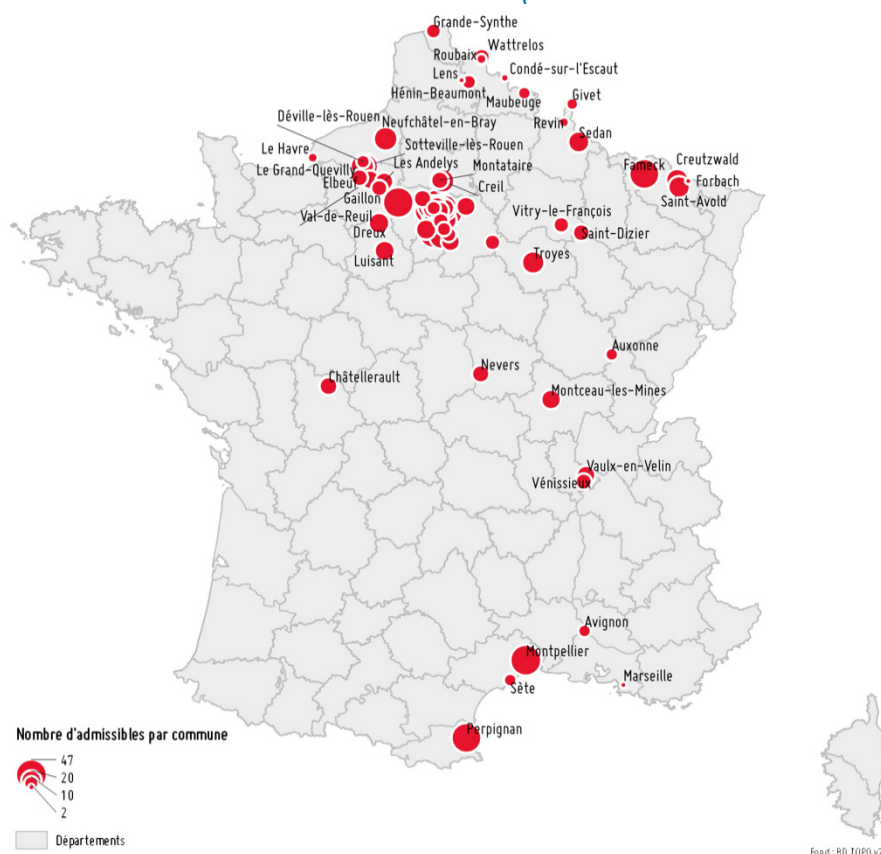 Grande-Synthe
Wattrelos
Roubaix
Condé-sur-l'Escaut
Lens
Hénin-Beaumont
Maubeuge
Givet
Déville-lès-Rouen
Neufchâtel-en-Bray
Revin
Sedan
Sotteville-lès-Rouen
Le Havre
Les Andelys
Montataire
Fameck
Creutzwald
Le Grand-Quevilly
Forbach
Elbeuf
Creil
Saint-Avold
Gaillon
Val-de-Reuil
Vitry-le-François
Dreux
Saint-Dizier
Luisant
Troyes
Auxonne
Nevers
Châtellerault
Montceau-les-Mines
Vaulx-en-Velin
Vénissieux
Avignon
Montpellier
Marseille
Sète
Perpignan
Nombre d'admissibles par commune
47
20
10
2
Départements
Fond : BD TOPO